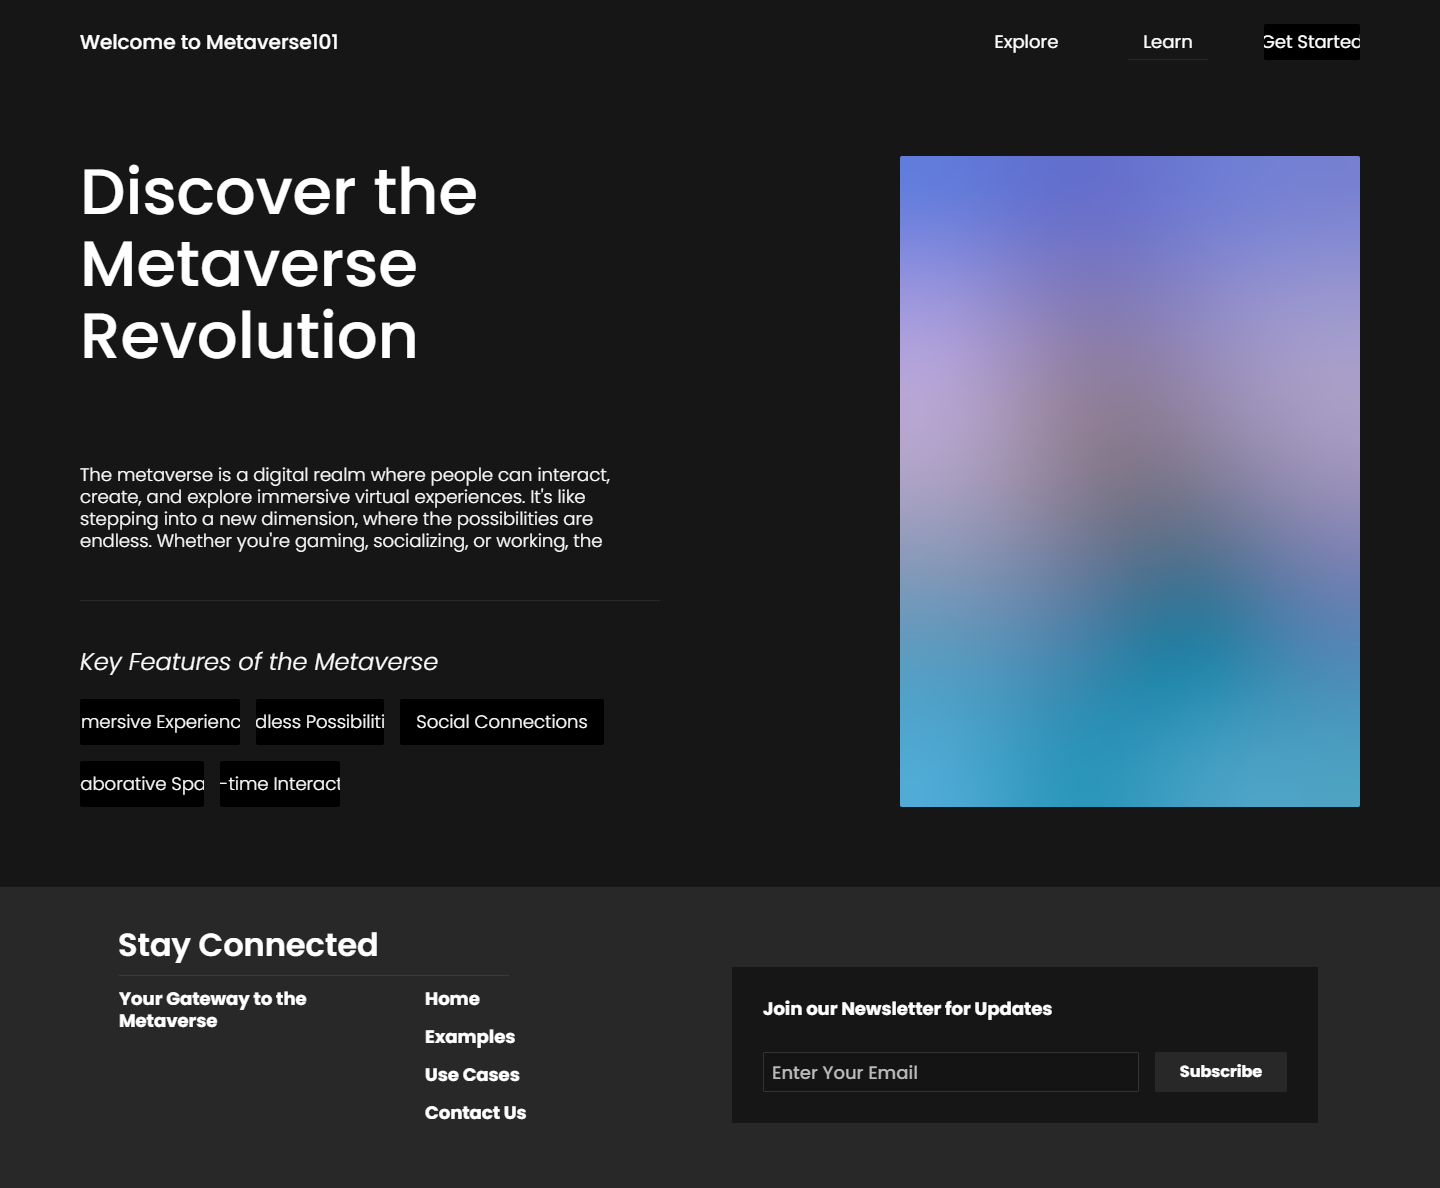 Welcome to Metaverse101
Explore
Learn
Get Started
Discover the
Metaverse
Revolution
The metaverse is a digital realm where people can interact,
create, and explore immersive virtual experiences. It's like
stepping into a new dimension, where the possibilities are
endless. Whether you're gaming, socializing, or working, the
Key Features of the Metaverse
mersive Experienc
dless Possibiliti
Social Connections
aborative Spa
-time Interact
Stay Connected
Your Gateway to the
Metaverse
Home
Examples
Use Cases
Contact Us
Join our Newsletter for Updates
Enter Your Email
Subscribe